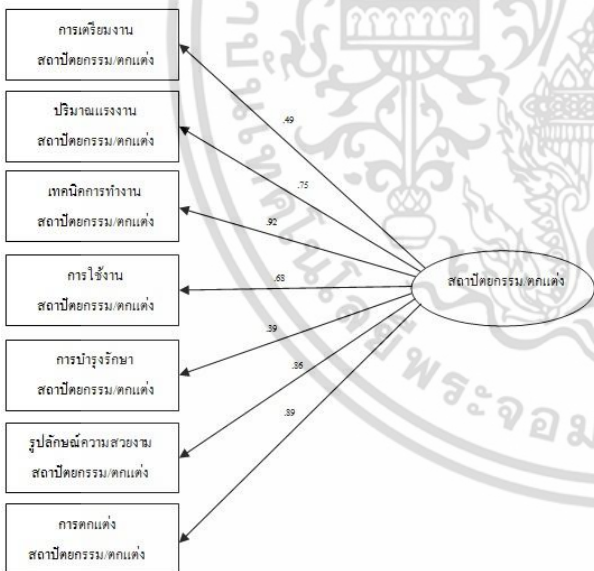 การเตรียมงาน
สถาปัตยกรรม/ตกแต่ง
ปริมาณแรงงาน
สถาปัตยกรรม/ตกแต่ง
เทคนิคการทำงาน
สถาปัตยกรรม/ตกแต่ง
การใช้งาน
สถาปัตยกรรม/ตกแต่ง
การบำรุงรักษา
สถาปัตยกรรม/ตกแต่ง
รูปลักษณ์ความสวยงาม
สถาปัตยกรรม/ตกแต่ง
การตกแต่ง
สถาปัตยกรรม/ตกแต่ง
.49
.75
.92
.68
.39
.86
.89
สถาปัตยกรรม/ตกแต่ง
พระจอม